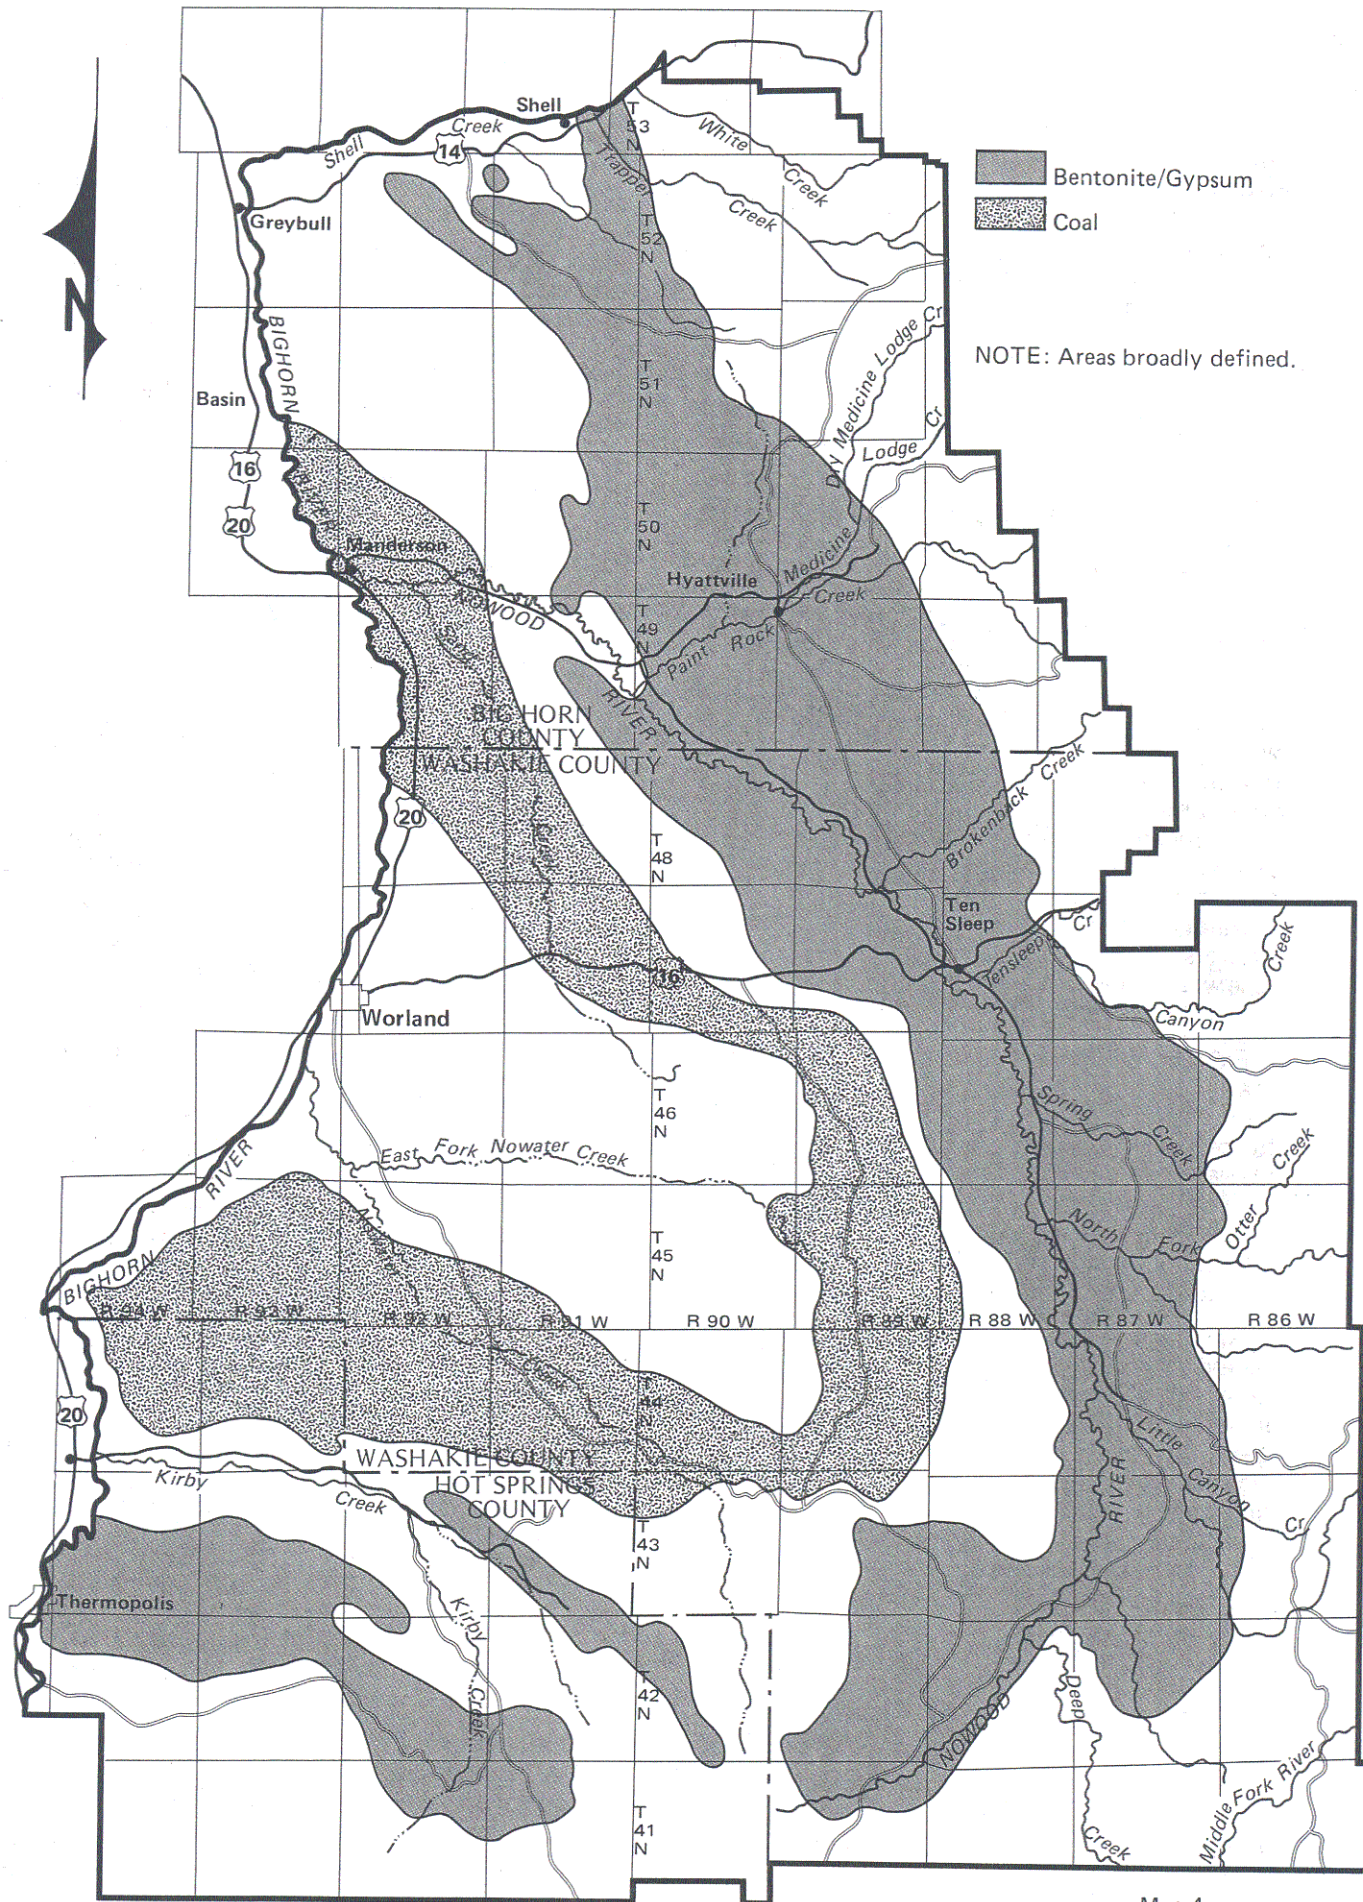 Shell
Shell Creek
14
T
53
N
White
Creek
Trapper
Creek
Bentonite/Gypsum
Coal
NOTE: Areas broadly defined.
N
Greybull
T
52
N
BIGHORN
Basin
16
20
T
51
N
Dry Medicine Lodge Cr
Medicine Lodge Cr
T
50
N
Manderson
NOWOOD
Hyattville
Creek
T
49
N
Paint Rock
RIVER
Sand
BIG HORN
COUNTY
WASHAKIE COUNTY
20
Creek
T
48
N
Brokenback Creek
Ten
Sleep
Tensleep
Cr
Creek
Canyon
16
Worland
T
46
N
Spring
Creek
East Fork Nowater Creek
RIVER
BIGHORN
Nowater
T
45
N
North
Fork
Otter
Creek
R 94 W
R 93 W
R 92 W
R 91 W
R 90 W
R 89 W
R 88 W
R 87 W
R 86 W
Creek
T
44
N
20
WASHAKIE COUNTY
HOT SPRINGS
COUNTY
Kirby
Creek
Little
Canyon
Cr
RIVER
T
43
N
Thermopolis
Kirby
Creek
T
42
N
NOWOOD
Deep
Creek
Middle Fork River
T
41
N